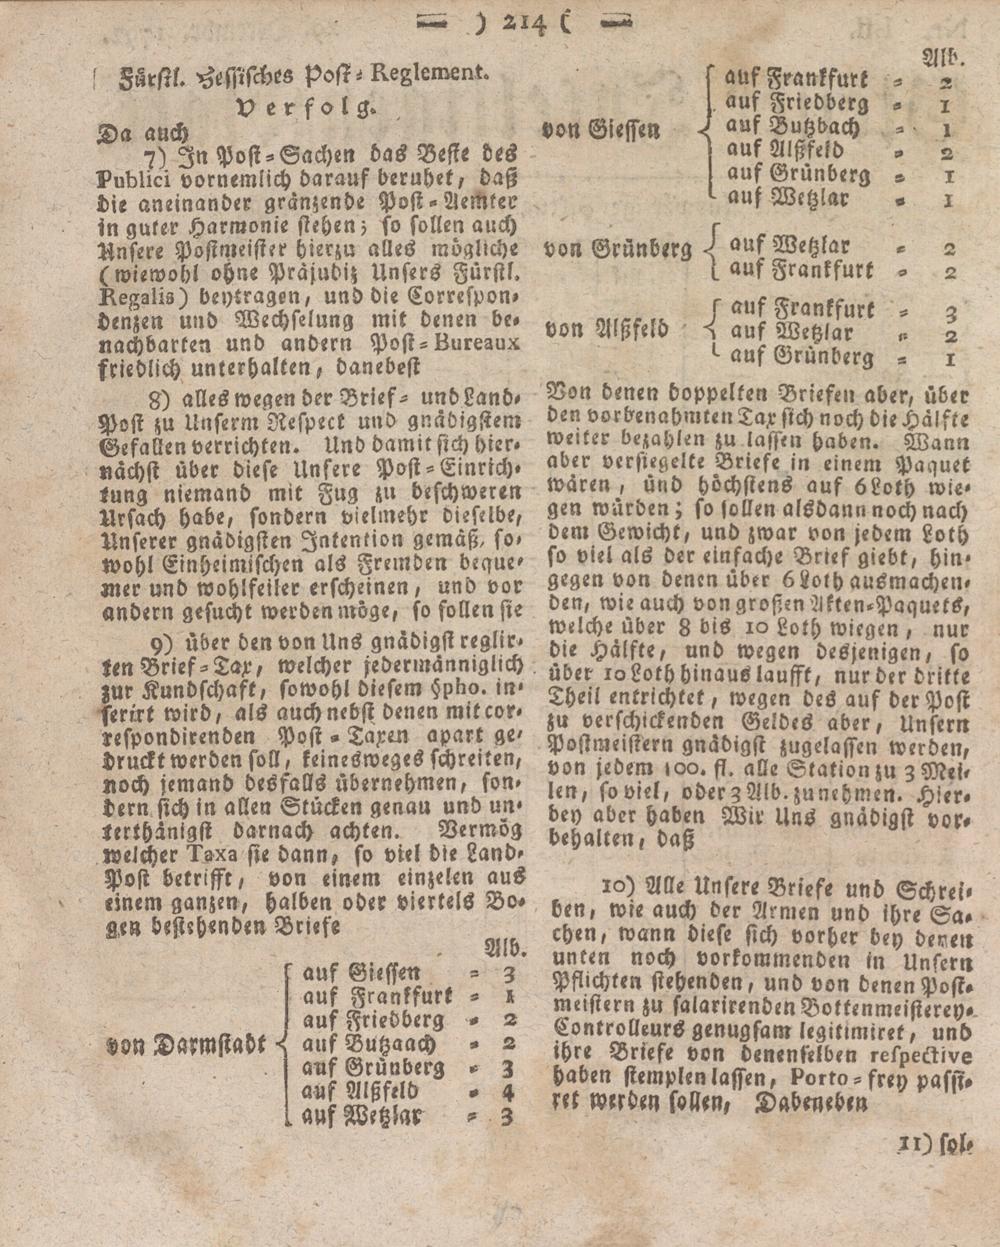 ) 214 (
Fürstl. Hessisches Post-Reglement.
Verfolg.
Da auch
7) In Post-Sachen das Beste des
Publici vornemlich darauf beruhet, daß
die aneinander gränzende Post-Aemter
in guter Harmonie stehen; so sollen auch
Unsere Postmeister hierzu alles mögliche
(wiewohl ohne Präjudiz Unsers Fürstl.
Regalis) beytragen, und die Correspon-
denzen und Wechselung mit denen be-
nachbarten und andern Post-Bureaux
friedlich unterhalten, danebest
8) alles wegen der Brief- und Land-
Post zu Unserm Respect und gnädigstem
Gefallen verrichten. Und damit sich hier-
nächst über diese Unsere Post-Einrich-
tung niemand mit Fug zu beschweren
Ursach habe, sondern vielmehr dieselbe,
Unserer gnädigsten Intention gemäß, so-
wohl Einheimischen als Fremden beque-
mer und wohlfeiler erscheinen, und vor
andern gesucht werden möge, so sollen sie
9) über den von Uns gnädigst reglir-
ten Brief-Tax, welcher jedermänniglich
zur Kundschaft, sowohl diesem §pho. in-
serirt wird, als auch nebst denen mit cor-
respondirenden Post-Taxen apart ge-
druckt werden soll, keinesweges schreiten,
noch jemand desfalls übernehmen, son-
dern sich in allen Stücken genau und un-
terthänigst darnach achten. Vermög
welcher Taxa sie dann, so viel die Land-
Post betrifft, von einem einzelen aus
einem ganzen, halben oder viertels Bo-
gen bestehenden Briefe
Alb.
von Darmstadt
auf Giessen - 3
auf Frankfurt - 1
auf Friedberg - 2
auf Butzaach - 2
auf Grünberg - 3
auf Alßfeld - 4
auf Wetzlar - 3
Alb.
von Giessen
auf Frankfurt - 2
auf Friedberg - 1
auf Butzbach - 1
auf Alßfeld - 2
auf Grünberg - 1
auf Wetzlar - 1
von Grünberg
auf Wetzlar - 2
auf Frankfurt - 2
von Alßfeld
auf Frankfurt - 3
auf Wetzlar - 2
auf Grünberg - 1
Von denen doppelten Briefen aber, über
den vorbenahmten Tax sich noch die Hälfte
weiter bezahlen zu lassen haben. Wann
aber versiegelte Briefe in einem Paquet
wären, und höchstens auf 6 Loth wie-
gen würden; so sollen alsdann noch nach
dem Gewicht, und zwar von jedem Loth
so viel als der einfache Brief giebt, hin-
gegen von denen über 6 Loth ausmachen-
den, wie auch von großen Akten-Paquets,
welche über 8 bis 10 Loth wiegen, nur
die Hälfte, und wegen desjenigen, so
über 10 Loth hinaus laufft, nur der dritte
Theil entrichtet, wegen des auf der Post
zu verschickenden Geldes aber, Unsern
Postmeistern gnädigst zugelassen werden,
von jedem 100. fl. alle Station zu 3 Mei-
len, so viel, oder 3 Alb. zu nehmen. Hier-
bey aber haben Wir Uns gnädigst vor-
behalten, daß
10) Alle Unsere Briefe und Schrei-
ben, wie auch der Armen und ihre Sa-
chen, wann diese sich vorher bey denen
unten noch vorkommenden in Unsern
Pflichten stehenden, und von denen Post-
meistern zu salarirenden Bottenmeisterey-
Controlleurs genugsam legitimiret, und
ihre Briefe von denenselben respective
haben stemplen lassen, Porto-frey passi-
ret werden sollen, Dabeneben
11) sol-